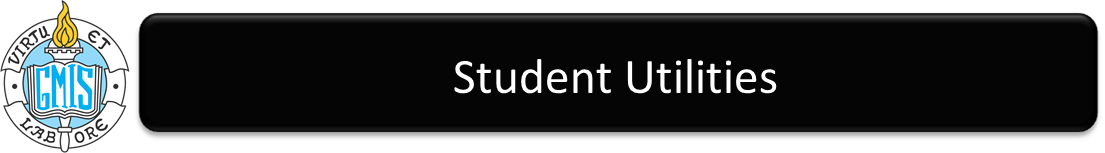 VIRTU ET
GMIS
LABORE
Student Utilities